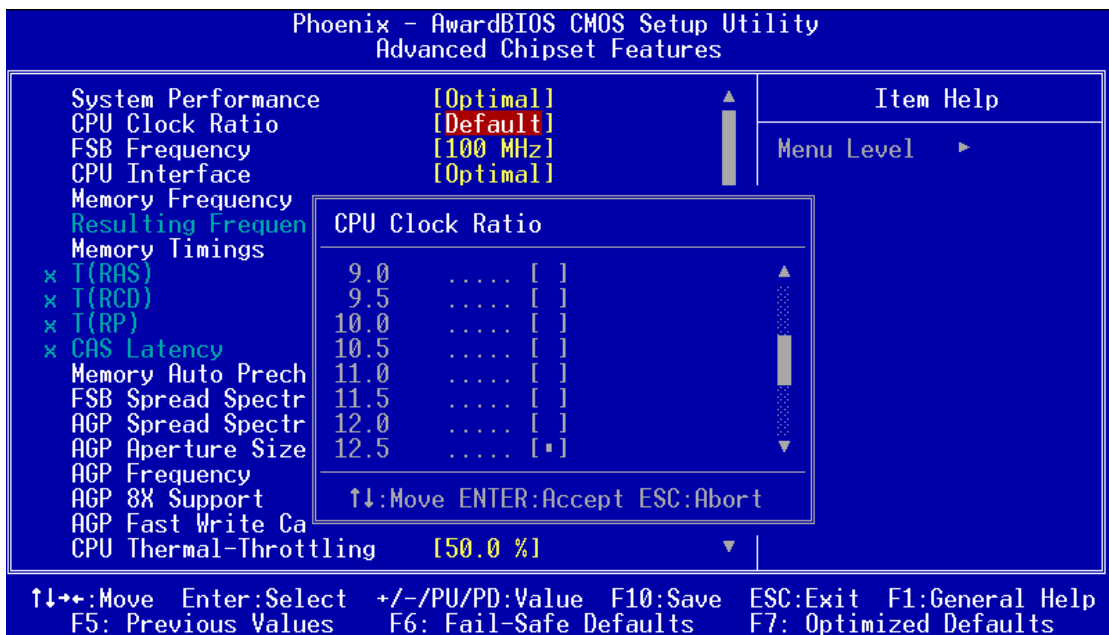 Phoenix - AwardBIOS CMOS Setup Utility
Advanced Chipset Features
System Performance [Optimal]
CPU Clock Ratio [Default]
FSB Frequency [100 MHz]
CPU Interface [Optimal]
Memory Frequency
Resulting Frequen
Memory Timings
x T(RAS)
x T(RCD)
x T(RP)
x CAS Latency
Memory Auto Prech
FSB Spread Spectr
AGP Spread Spectr
AGP Aperture Size
AGP Frequency
AGP 8X Support
AGP Fast Write Ca
CPU Thermal-Throttling [50.0 %]
Item Help
Menu Level ►
CPU Clock Ratio
9.0 ..... [ ]
9.5 ..... [ ]
10.0 ..... [ ]
10.5 ..... [ ]
11.0 ..... [ ]
11.5 ..... [ ]
12.0 ..... [ ]
12.5 ..... [▪]
↑↓:Move ENTER:Accept ESC:Abort
↑↓→←:Move Enter:Select +/-/PU/PD:Value F10:Save ESC:Exit F1:General Help
F5: Previous Values F6: Fail-Safe Defaults F7: Optimized Defaults